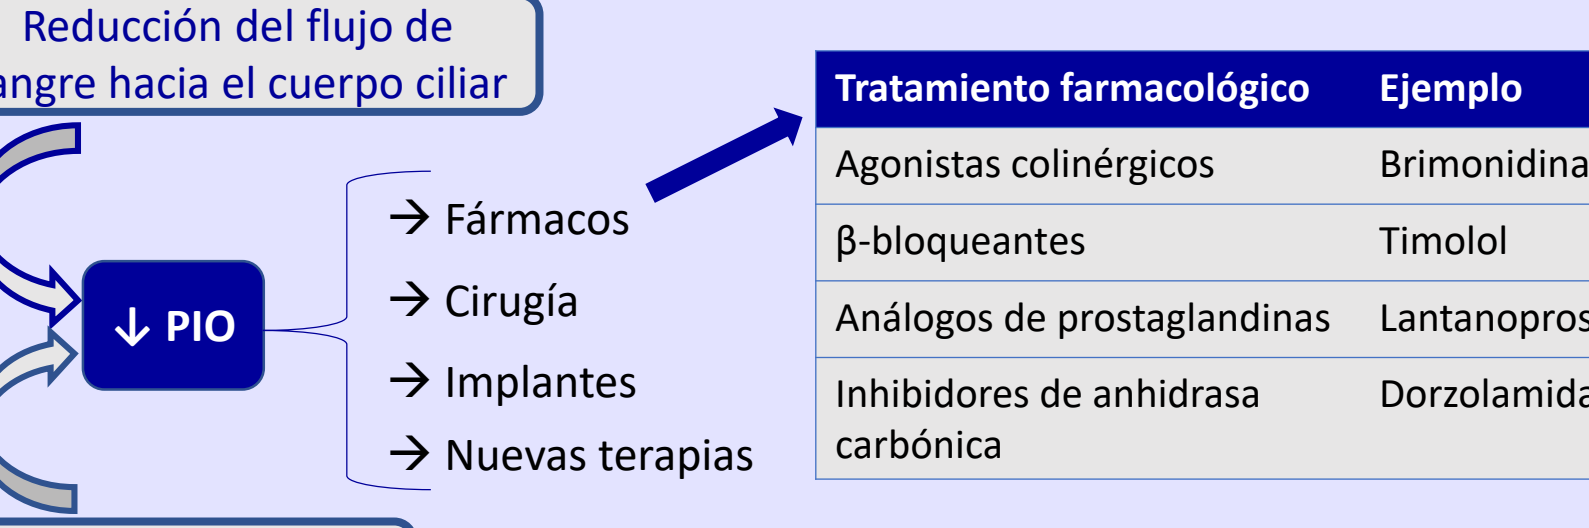 Reducción del flujo de
angre hacia el cuerpo ciliar
↓ PIO
→ Fármacos
→ Cirugía
→ Implantes
→ Nuevas terapias
Tratamiento farmacológico Ejemplo
Agonistas colinérgicos Brimonidina
β-bloqueantes Timolol
Análogos de prostaglandinas Lantanopros
Inhibidores de anhidrasa Dorzolamida
carbónica